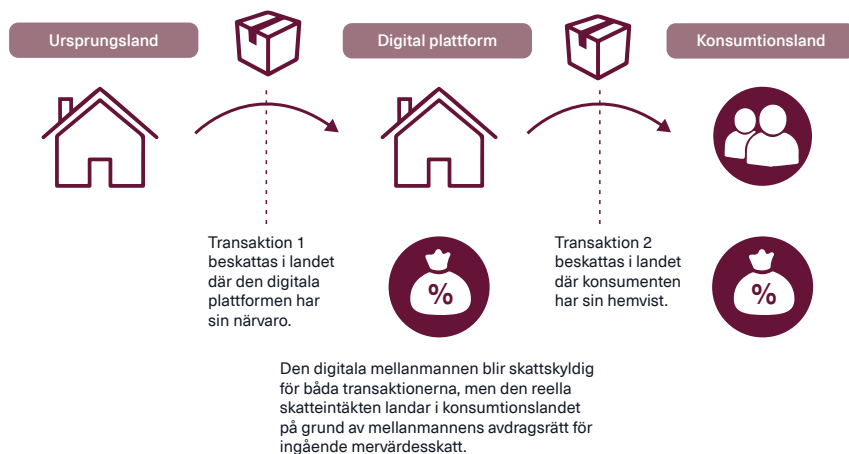 Ursprungsland
Digital plattform
Konsumtionsland
Transaktion 1
beskattas i landet
där den digitala
plattformen har
sin närvaro.
%
Transaktion 2
beskattas i landet
där konsumenten
har sin hemvist.
%
Den digitala mellanmannen blir skattskyldig
för båda transaktionerna, men den reella
skatteintäkten landar i konsumtionslandet
på grund av mellanmannens avdragsrätt för
ingående mervärdesskatt.